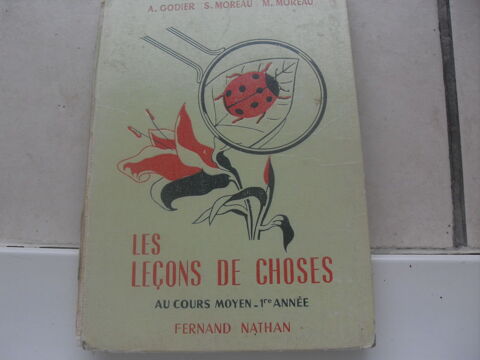 A. GODIER S. MOREAU M. MOREAU
LES
LEÇONS DE CHOSES
AU COURS MOYEN - 1re ANNÉE
FERNAND NATHAN